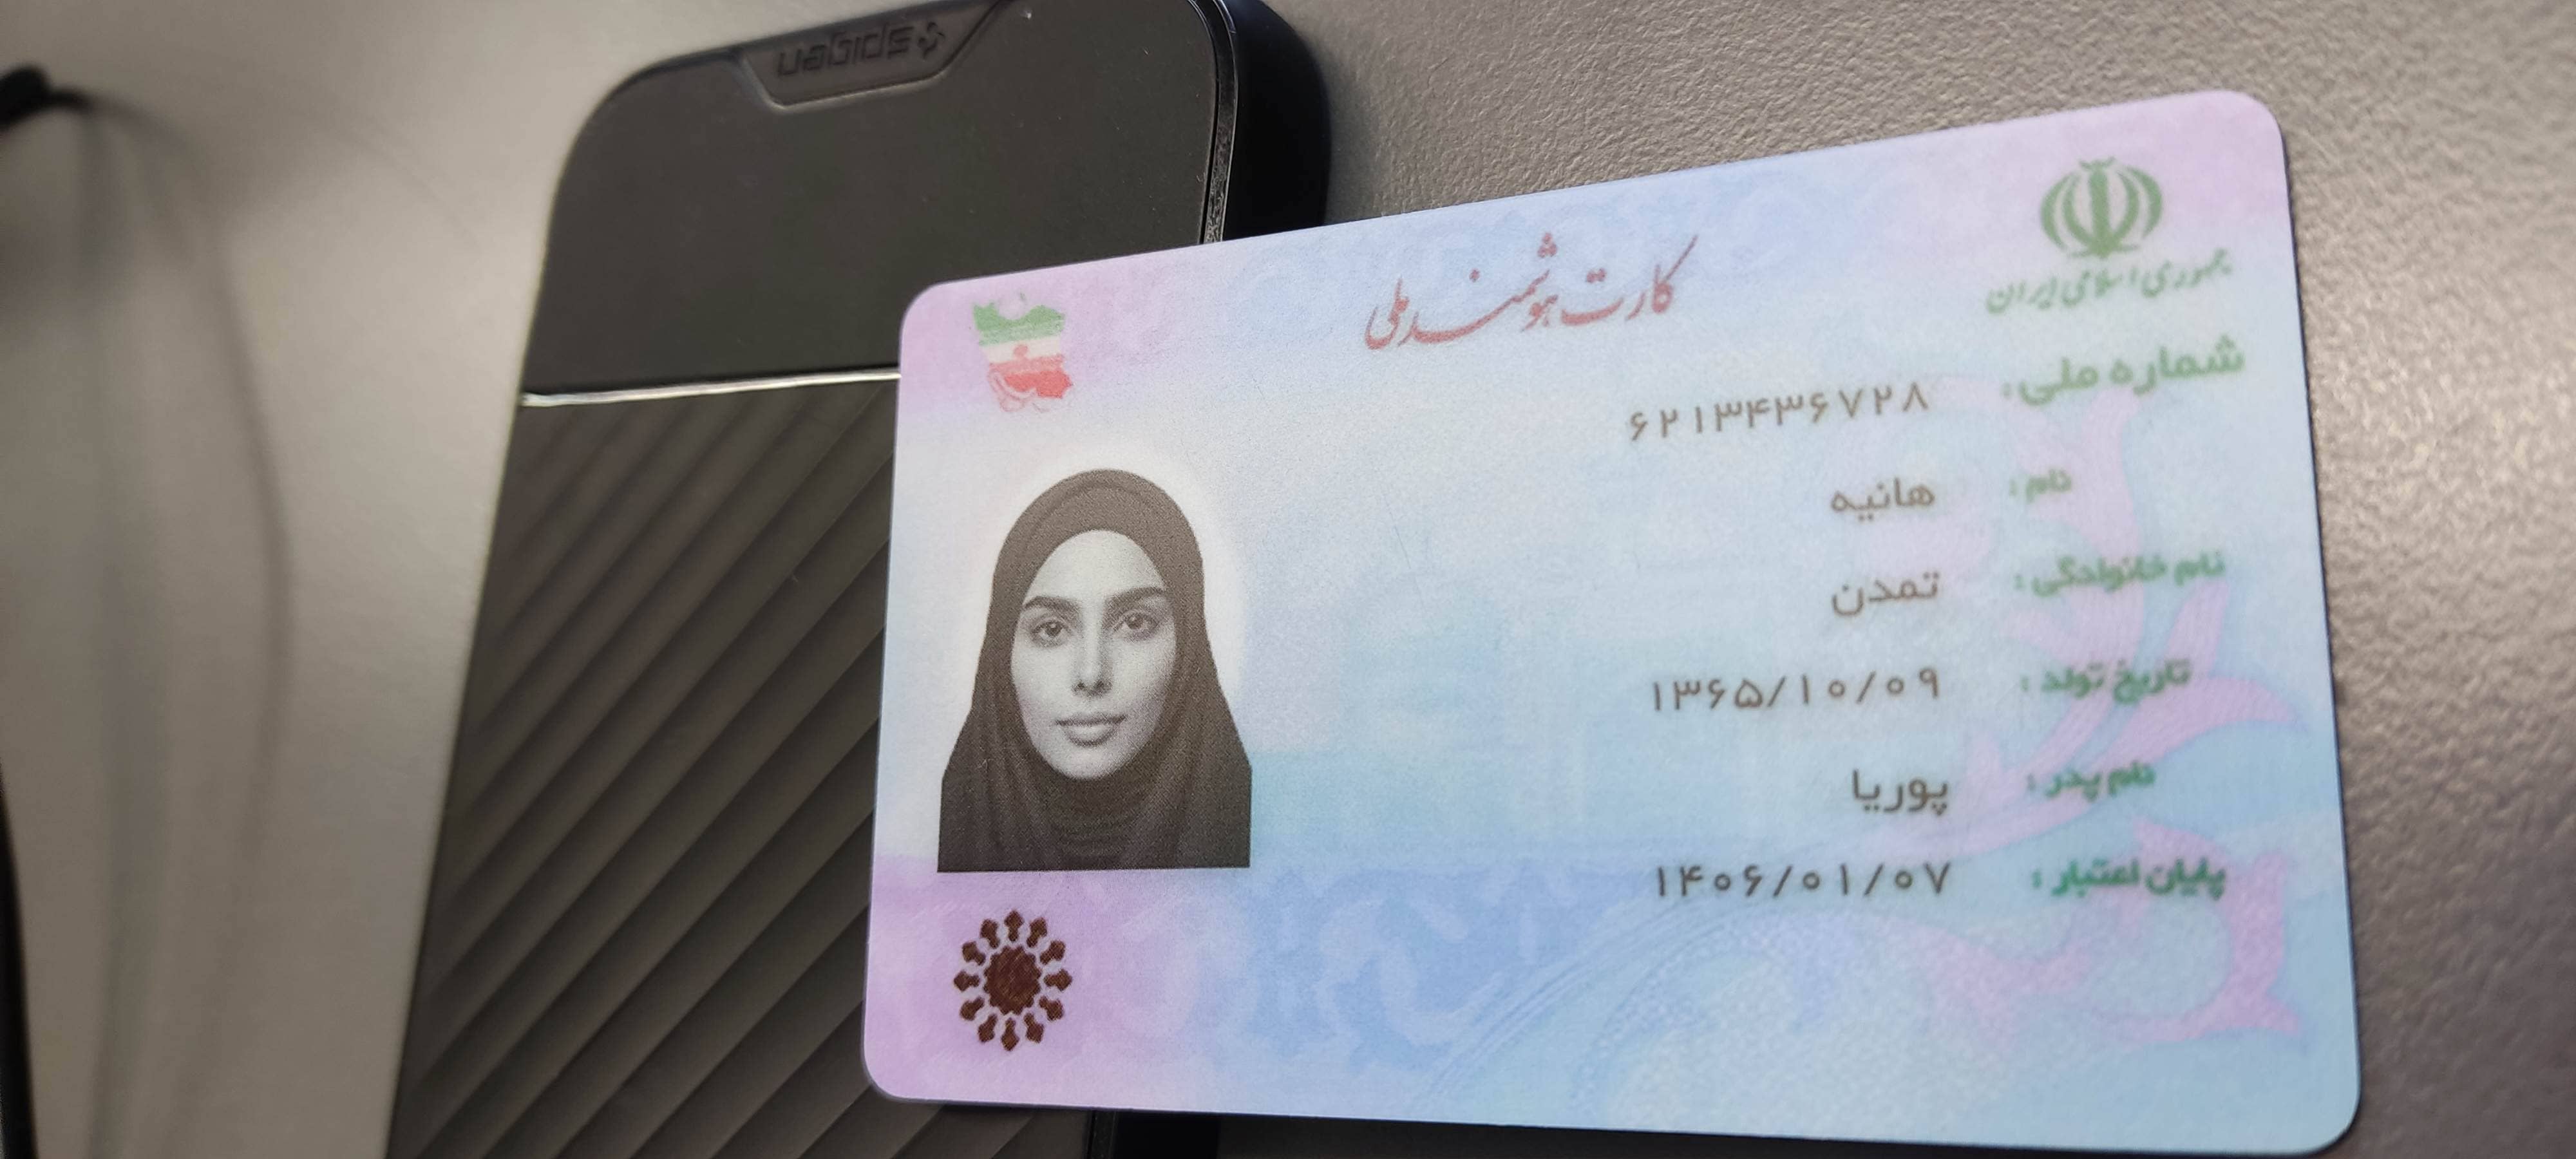 spigen
جمهوری اسلامی ایران
کارت هوشمند ملی
شماره ملی: ۶۲۱۳۴۳۶۷۲۸
نام: هانیه
نام خانوادگی: تمدن
تاریخ تولد: ۱۳۶۵/۱۰/۰۹
نام پدر: پوریا
پایان اعتبار: ۱۴۰۶/۰۱/۰۷